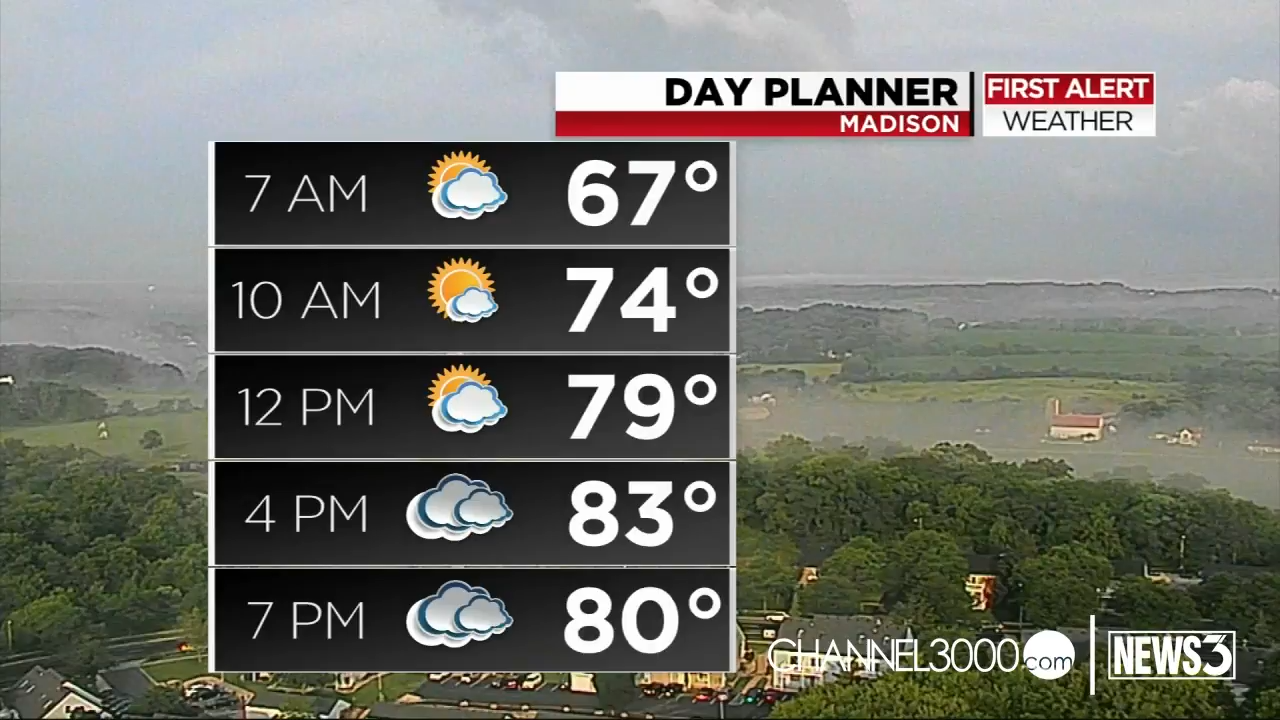 DAY PLANNER
MADISON
FIRST ALERT
WEATHER
7 AM 67°
10 AM 74°
12 PM 79°
4 PM 83°
7 PM 80°
CHANNEL3000.com
NEWS3